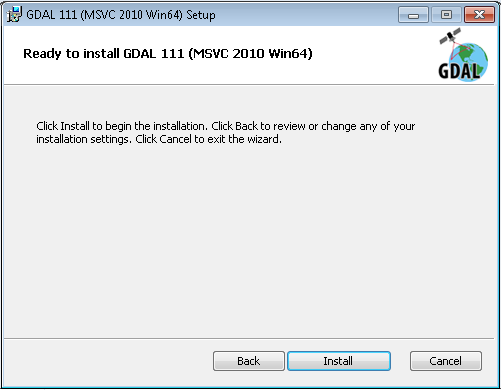 GDAL 111 (MSVC 2010 Win64) Setup
Ready to install GDAL 111 (MSVC 2010 Win64)
GDAL
Click Install to begin the installation. Click Back to review or change any of your
installation settings. Click Cancel to exit the wizard.
Back
Install
Cancel